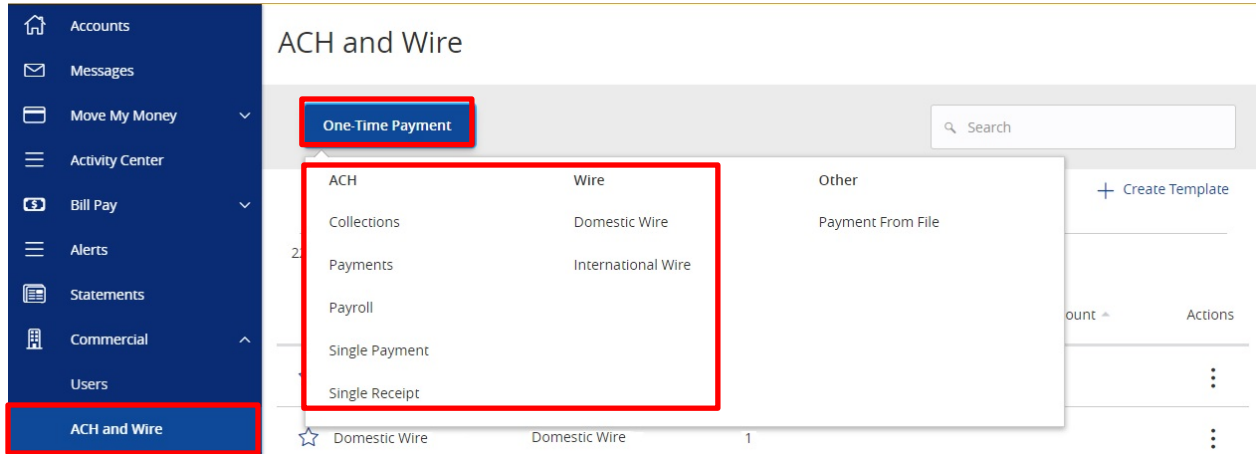 Accounts
Messages
Move My Money
Activity Center
Bill Pay
Alerts
Statements
Commercial
Users
ACH and Wire
ACH and Wire
One-Time Payment
Search
ACH Wire Other
Collections Domestic Wire Payment From File
Payments International Wire
Payroll
Single Payment
Single Receipt
Create Template
Actions
Domestic Wire Domestic Wire 1